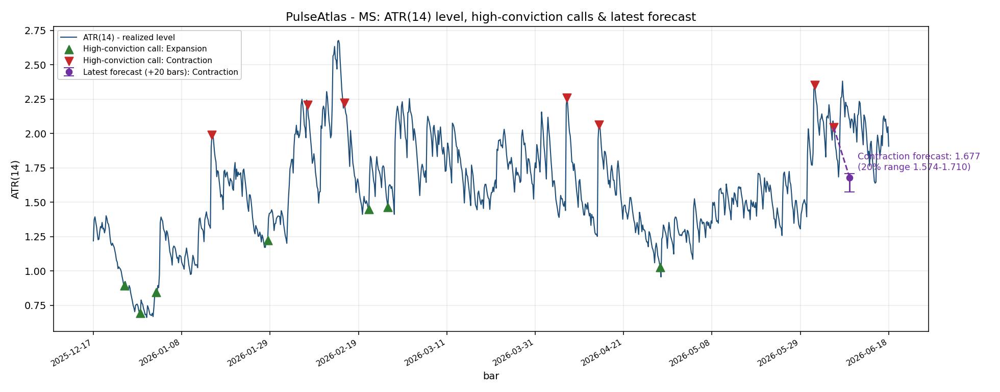 PulseAtlas - MS: ATR(14) level, high-conviction calls & latest forecast
ATR(14) - realized level
High-conviction call: Expansion
High-conviction call: Contraction
Latest forecast (+20 bars): Contraction
ATR(14)
2.75
2.50
2.25
2.00
1.75
1.50
1.25
1.00
0.75
Contraction forecast: 1.677
(20% range 1.574-1.710)
2025-12-17
2026-01-08
2026-01-29
2026-02-19
2026-03-11
2026-03-31
2026-04-21
2026-05-08
2026-05-29
2026-06-18
bar